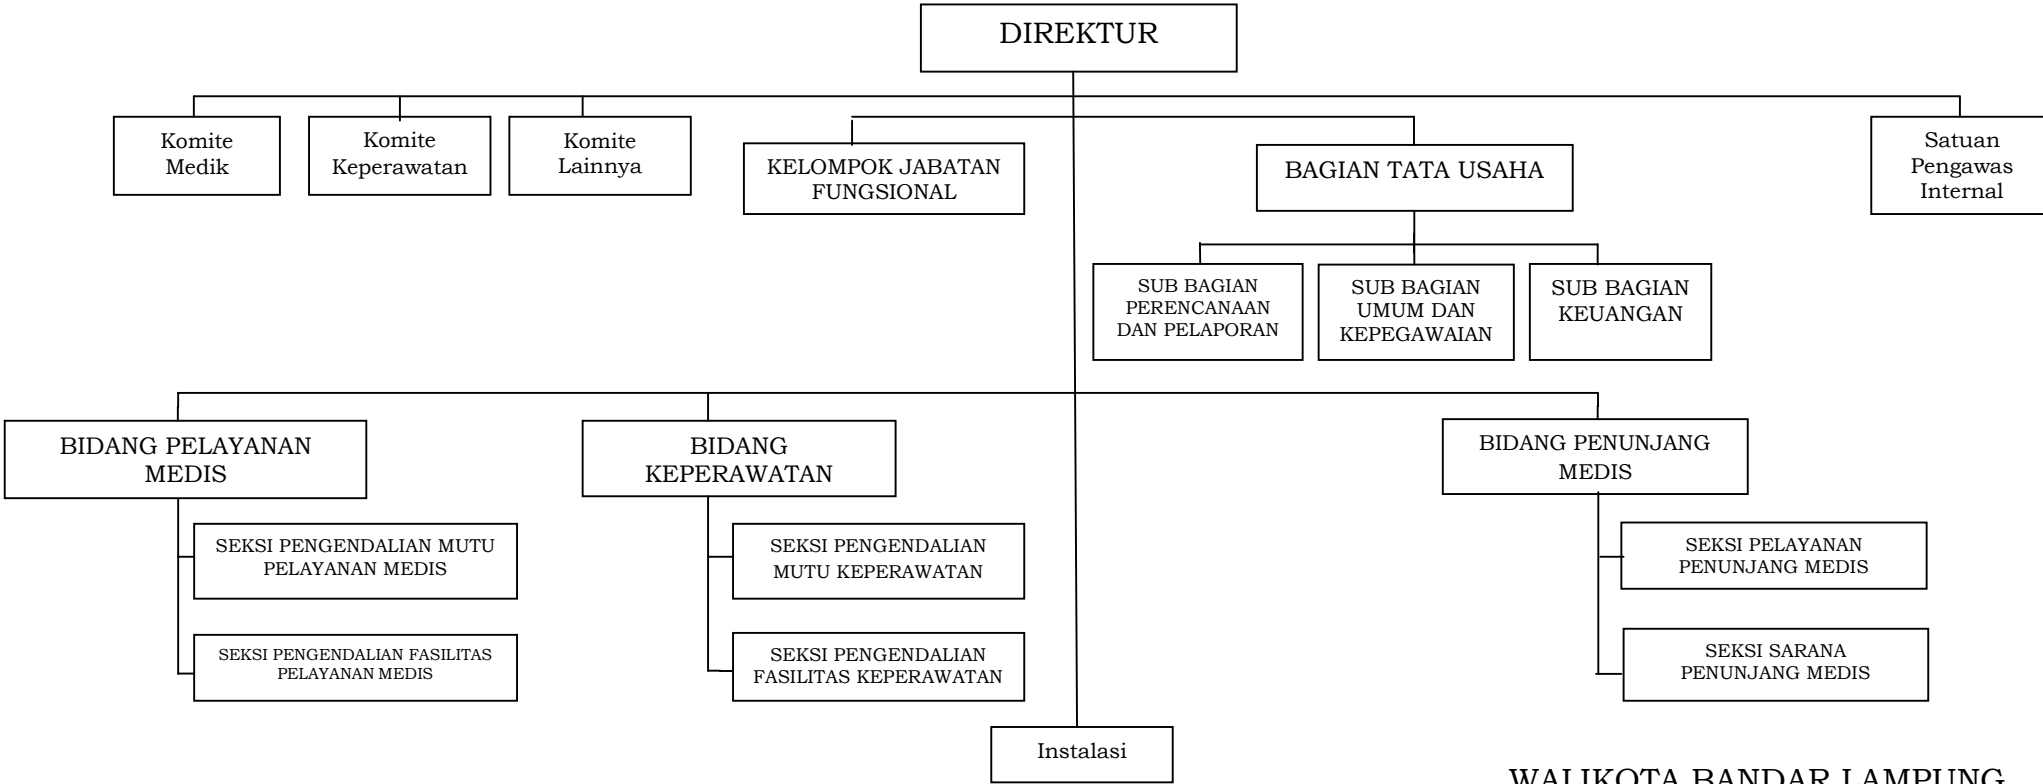 DIREKTUR
Komite
Medik
Komite
Keperawatan
Komite
Lainnya
KELOMPOK JABATAN
FUNGSIONAL
BAGIAN TATA USAHA
Satuan
Pengawas
Internal
SUB BAGIAN
PERENCANAAN
DAN PELAPORAN
SUB BAGIAN
UMUM DAN
KEPEGAWAIAN
SUB BAGIAN
KEUANGAN
BIDANG PELAYANAN
MEDIS
BIDANG
KEPERAWATAN
BIDANG PENUNJANG
MEDIS
SEKSI PENGENDALIAN MUTU
PELAYANAN MEDIS
SEKSI PENGENDALIAN
MUTU KEPERAWATAN
SEKSI PELAYANAN
PENUNJANG MEDIS
SEKSI PENGENDALIAN FASILITAS
PELAYANAN MEDIS
SEKSI PENGENDALIAN
FASILITAS KEPERAWATAN
SEKSI SARANA
PENUNJANG MEDIS
Instalasi
WALIKOTA BANDAR LAMPUNG